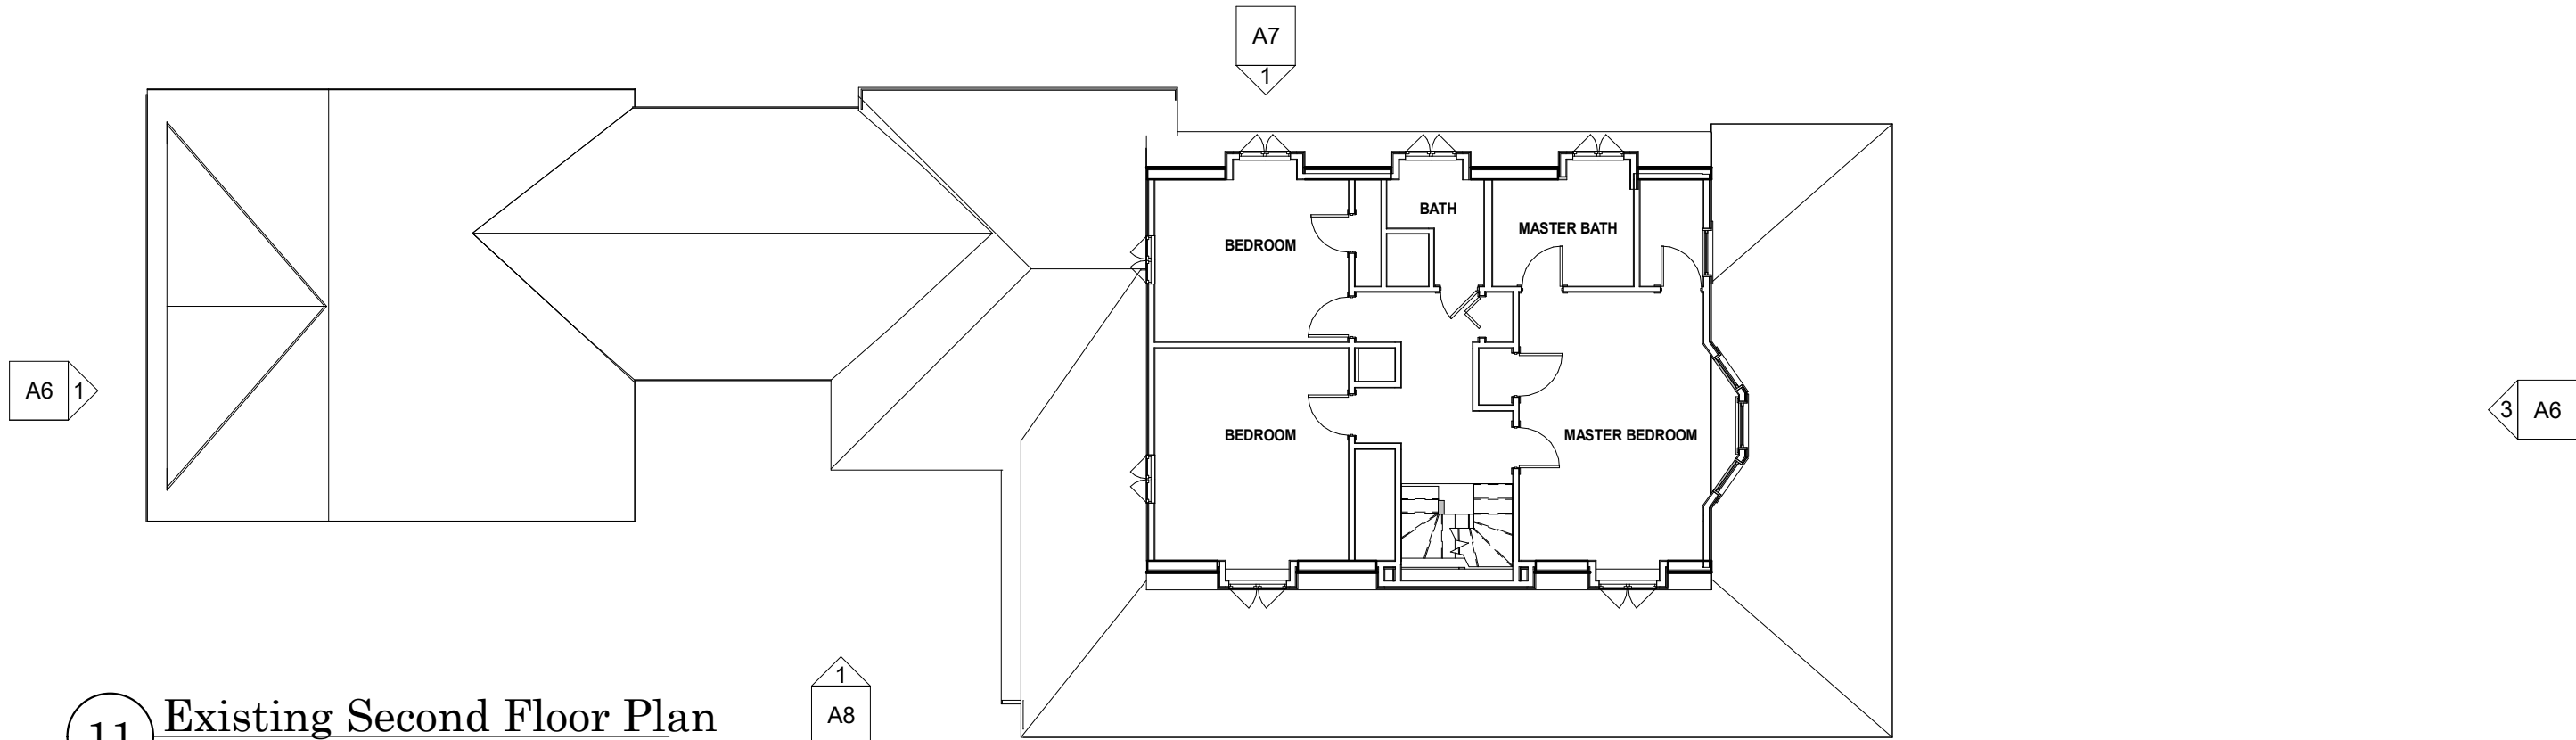 A7
1
BATH
MASTER BATH
BEDROOM
A6 1
3 A6
BEDROOM
MASTER BEDROOM
1
A8
11 Existing Second Floor Plan